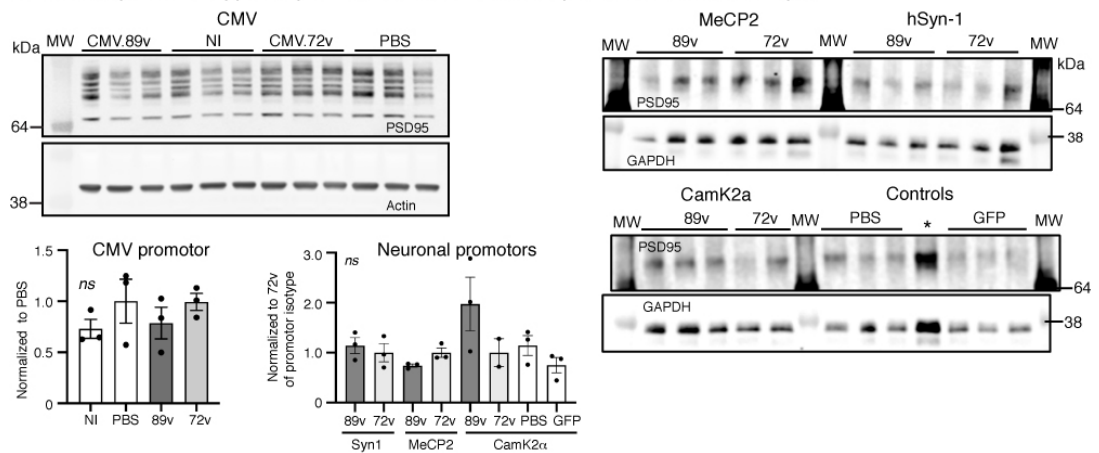 CMV
kDa MW CMV.89v NI CMV.72v PBS
64
PSD95
38
Actin
MeCP2 hSyn-1
MW 89v 72v MW 89v 72v MW
kDa
PSD95
64
38
GAPDH
CamK2a Controls
MW 89v 72v MW PBS * GFP MW
PSD95
64
GAPDH
38
CMV promotor
Normalized to PBS
1.5
1.0
0.5
0
ns
NI PBS 89v 72v
Neuronal promotors
Normalized to 72v
of promotor isotype
3.0
2.0
1.0
0
ns
89v 72v 89v 72v 89v 72v PBS GFP
Syn1 MeCP2 CamK2α